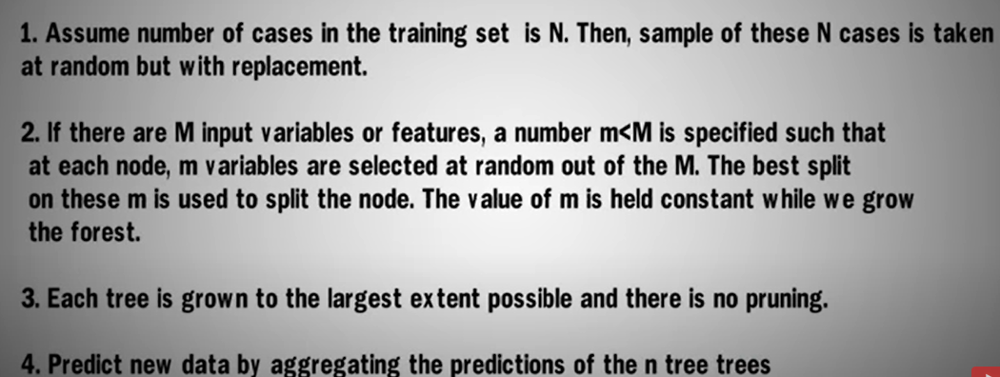 1. Assume number of cases in the training set is N. Then, sample of these N cases is taken
at random but with replacement.
2. If there are M input variables or features, a number m<M is specified such that
at each node, m variables are selected at random out of the M. The best split
on these m is used to split the node. The value of m is held constant while we grow
the forest.
3. Each tree is grown to the largest extent possible and there is no pruning.
4. Predict new data by aggregating the predictions of the n tree trees